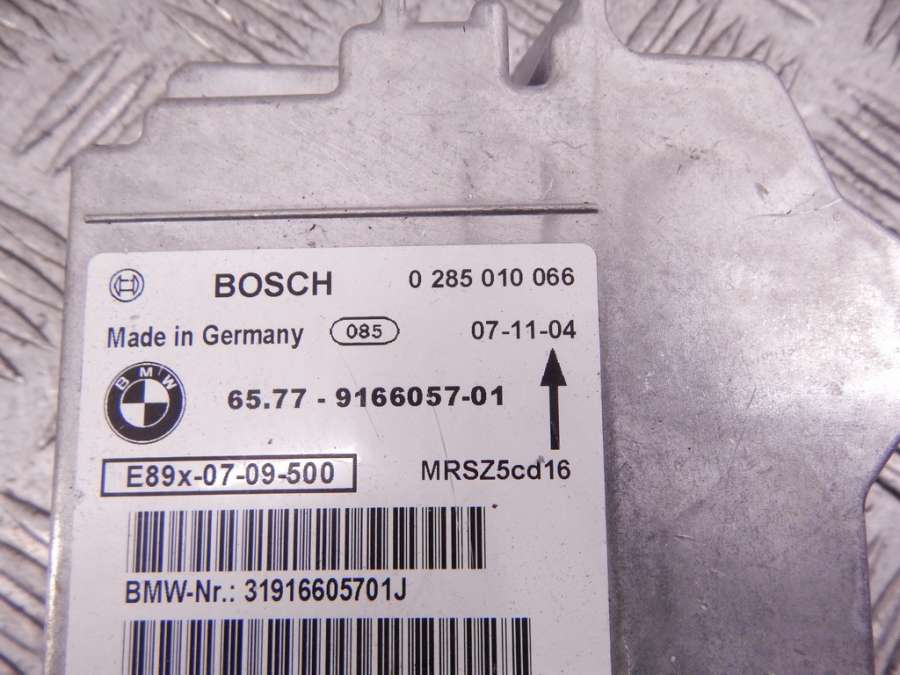 BOSCH 0 285 010 066
Made in Germany 085 07-11-04
BMW
65.77 - 9166057-01
E89x-07-09-500 MRSZ5cd16
BMW-Nr.: 31916605701J